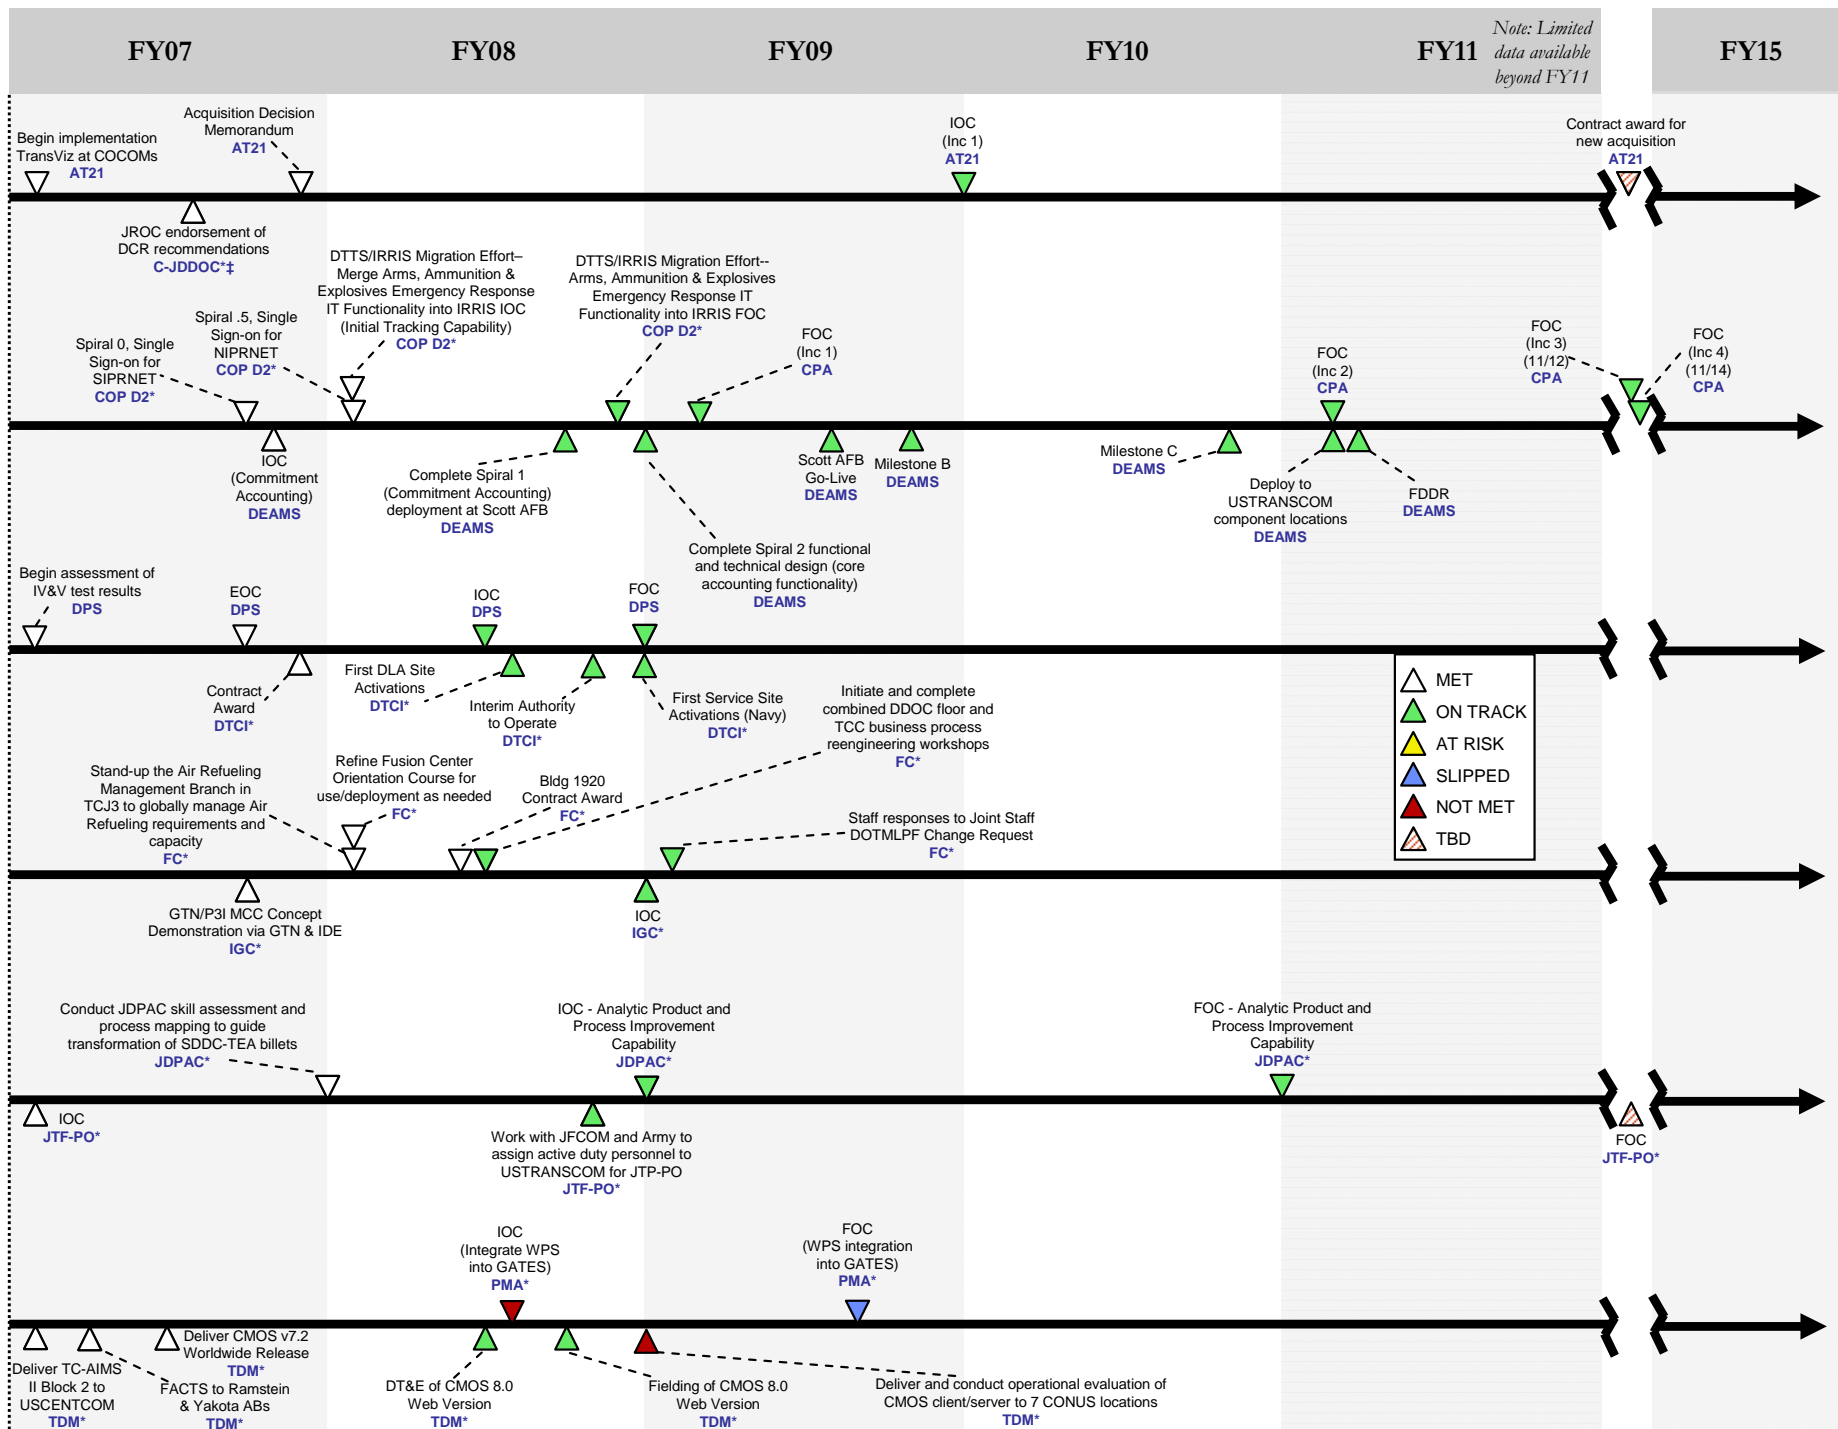 FY07
FY08
FY09
FY10
FY11
Note: Limited
data available
beyond FY11
FY15
Begin implementation
TransViz at COCOMs
AT21
Acquisition Decision
Memorandum
AT21
IOC
(Inc 1)
AT21
Contract award for
new acquisition
AT21
JROC endorsement of
DCR recommendations
C-JDDOC*‡
Spiral 0, Single
Sign-on for
SIPRNET
COP D2*
Spiral .5, Single
Sign-on for
NIPRNET
COP D2*
DTTS/IRRIS Migration Effort–
Merge Arms, Ammunition &
Explosives Emergency Response
IT Functionality into IRRIS IOC
(Initial Tracking Capability)
COP D2*
DTTS/IRRIS Migration Effort--
Arms, Ammunition & Explosives
Emergency Response IT
Functionality into IRRIS FOC
COP D2*
FOC
(Inc 1)
CPA
FOC
(Inc 2)
CPA
FOC
(Inc 3)
(11/12)
CPA
FOC
(Inc 4)
(11/14)
CPA
IOC
(Commitment
Accounting)
DEAMS
Complete Spiral 1
(Commitment Accounting)
deployment at Scott AFB
DEAMS
Complete Spiral 2 functional
and technical design (core
accounting functionality)
DEAMS
Scott AFB
Go-Live
DEAMS
Milestone B
DEAMS
Milestone C
DEAMS
Deploy to
USTRANSCOM
component locations
DEAMS
FDDR
DEAMS
Begin assessment of
IV&V test results
DPS
EOC
DPS
IOC
DPS
FOC
DPS
Contract
Award
DTCI*
First DLA Site
Activations
DTCI*
Interim Authority
to Operate
DTCI*
First Service Site
Activations (Navy)
DTCI*
MET
ON TRACK
AT RISK
SLIPPED
NOT MET
TBD
Stand-up the Air Refueling
Management Branch in
TCJ3 to globally manage Air
Refueling requirements and
capacity
FC*
Refine Fusion Center
Orientation Course for
use/deployment as needed
FC*
Bldg 1920
Contract Award
FC*
Initiate and complete
combined DDOC floor and
TCC business process
reengineering workshops
FC*
Staff responses to Joint Staff
DOTMLPF Change Request
FC*
GTN/P3I MCC Concept
Demonstration via GTN & IDE
IGC*
IOC
IGC*
Conduct JDPAC skill assessment and
process mapping to guide
transformation of SDDC-TEA billets
JDPAC*
IOC - Analytic Product and
Process Improvement
Capability
JDPAC*
FOC - Analytic Product and
Process Improvement
Capability
JDPAC*
IOC
JTF-PO*
Work with JFCOM and Army to
assign active duty personnel to
USTRANSCOM for JTP-PO
JTF-PO*
FOC
JTF-PO*
IOC
(Integrate WPS
into GATES)
PMA*
FOC
(WPS integration
into GATES)
PMA*
Deliver TC-AIMS
II Block 2 to
USCENTCOM
TDM*
FACTS to Ramstein
& Yakota ABs
TDM*
Deliver CMOS v7.2
Worldwide Release
TDM*
DT&E of CMOS 8.0
Web Version
TDM*
Fielding of CMOS 8.0
Web Version
TDM*
Deliver and conduct operational evaluation of
CMOS client/server to 7 CONUS locations
TDM*